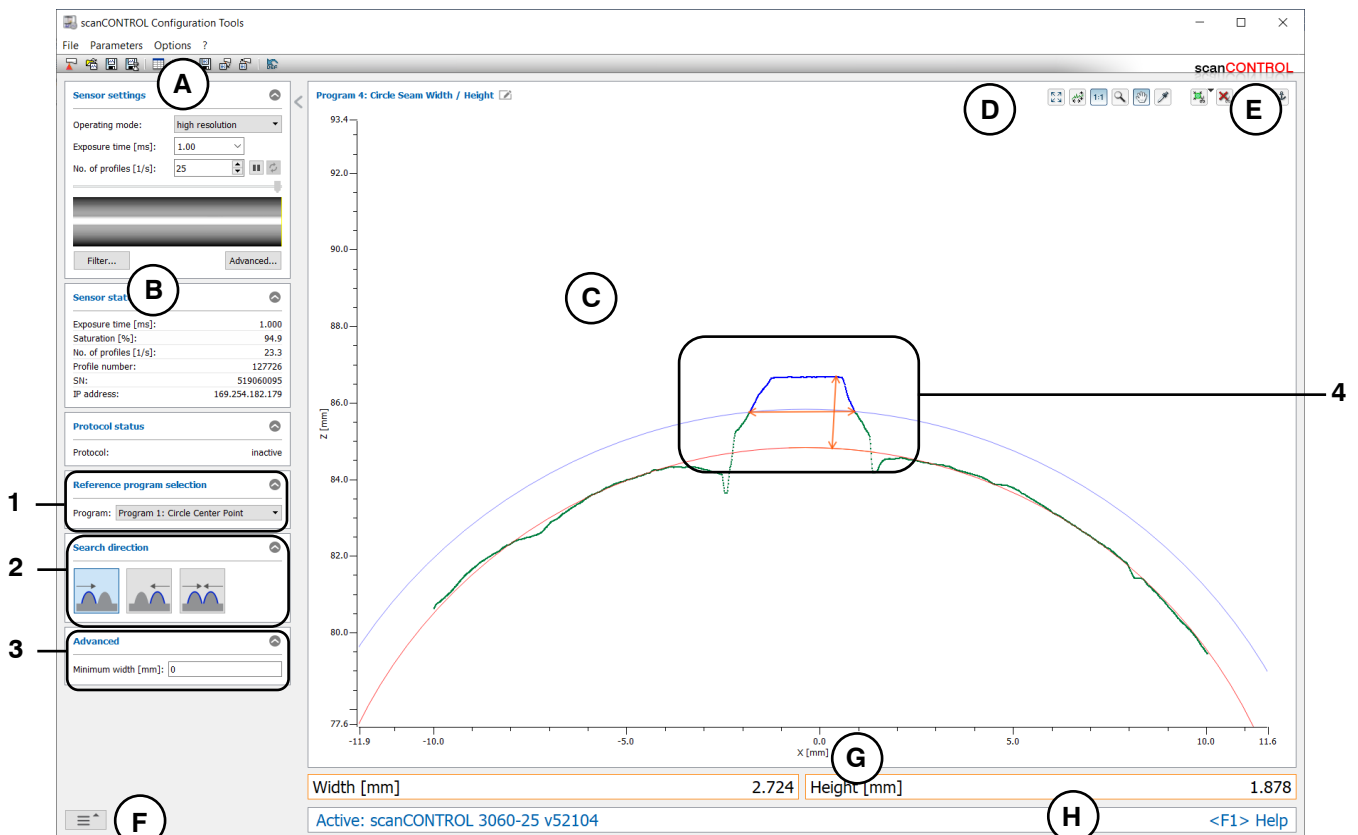 scanCONTROL Configuration Tools
File Parameters Options ?
scanCONTROL
A
Sensor settings
Operating mode: high resolution
Exposure time [ms]: 1.00
No. of profiles [1/s]: 25
Filter... Advanced...
B
Exposure time [ms]: 1.000
Saturation [%]: 94.9
No. of profiles [1/s]: 23.3
Profile number: 127726
SN: 519060095
IP address: 169.254.182.179
Protocol status
Protocol: inactive
1
Reference program selection
Program: Program 1: Circle Center Point
2
Search direction
3
Advanced
Minimum width [mm]: 0
F
Program 4: Circle Seam Width / Height
D
1:1
E
C
4
93.4
92.0
90.0
88.0
86.0
84.0
82.0
80.0
77.6
Z [mm]
-11.9 -10.0 -5.0 0.0 5.0 10.0 11.6
X [mm]
G
Width [mm] 2.724
Height [mm] 1.878
H
Active: scanCONTROL 3060-25 v52104
<F1> Help